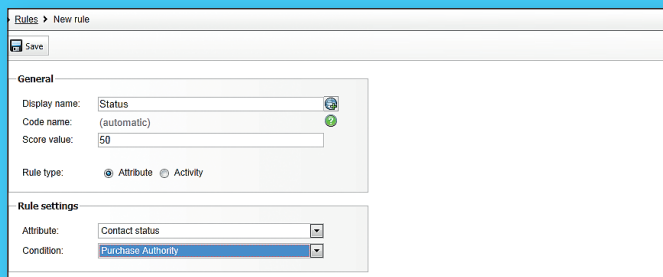 Rules > New rule
Save
General
Display name: Status
Code name: (automatic)
Score value: 50
Rule type: Attribute Activity
Rule settings
Attribute: Contact status
Condition: Purchase Authority